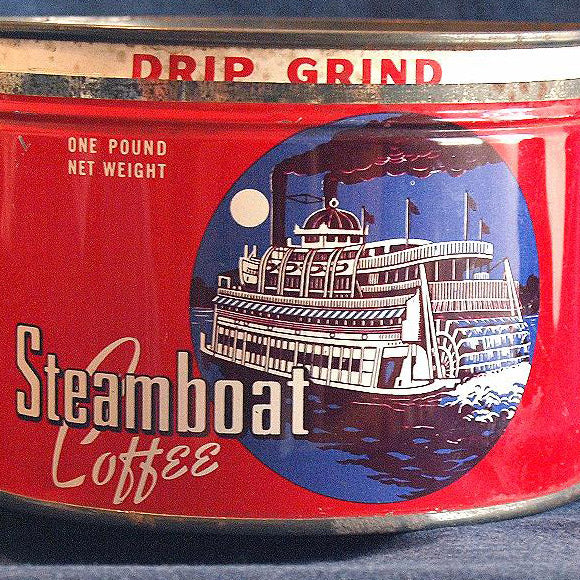 DRIP GRIND
ONE POUND
NET WEIGHT
Steamboat
Coffee